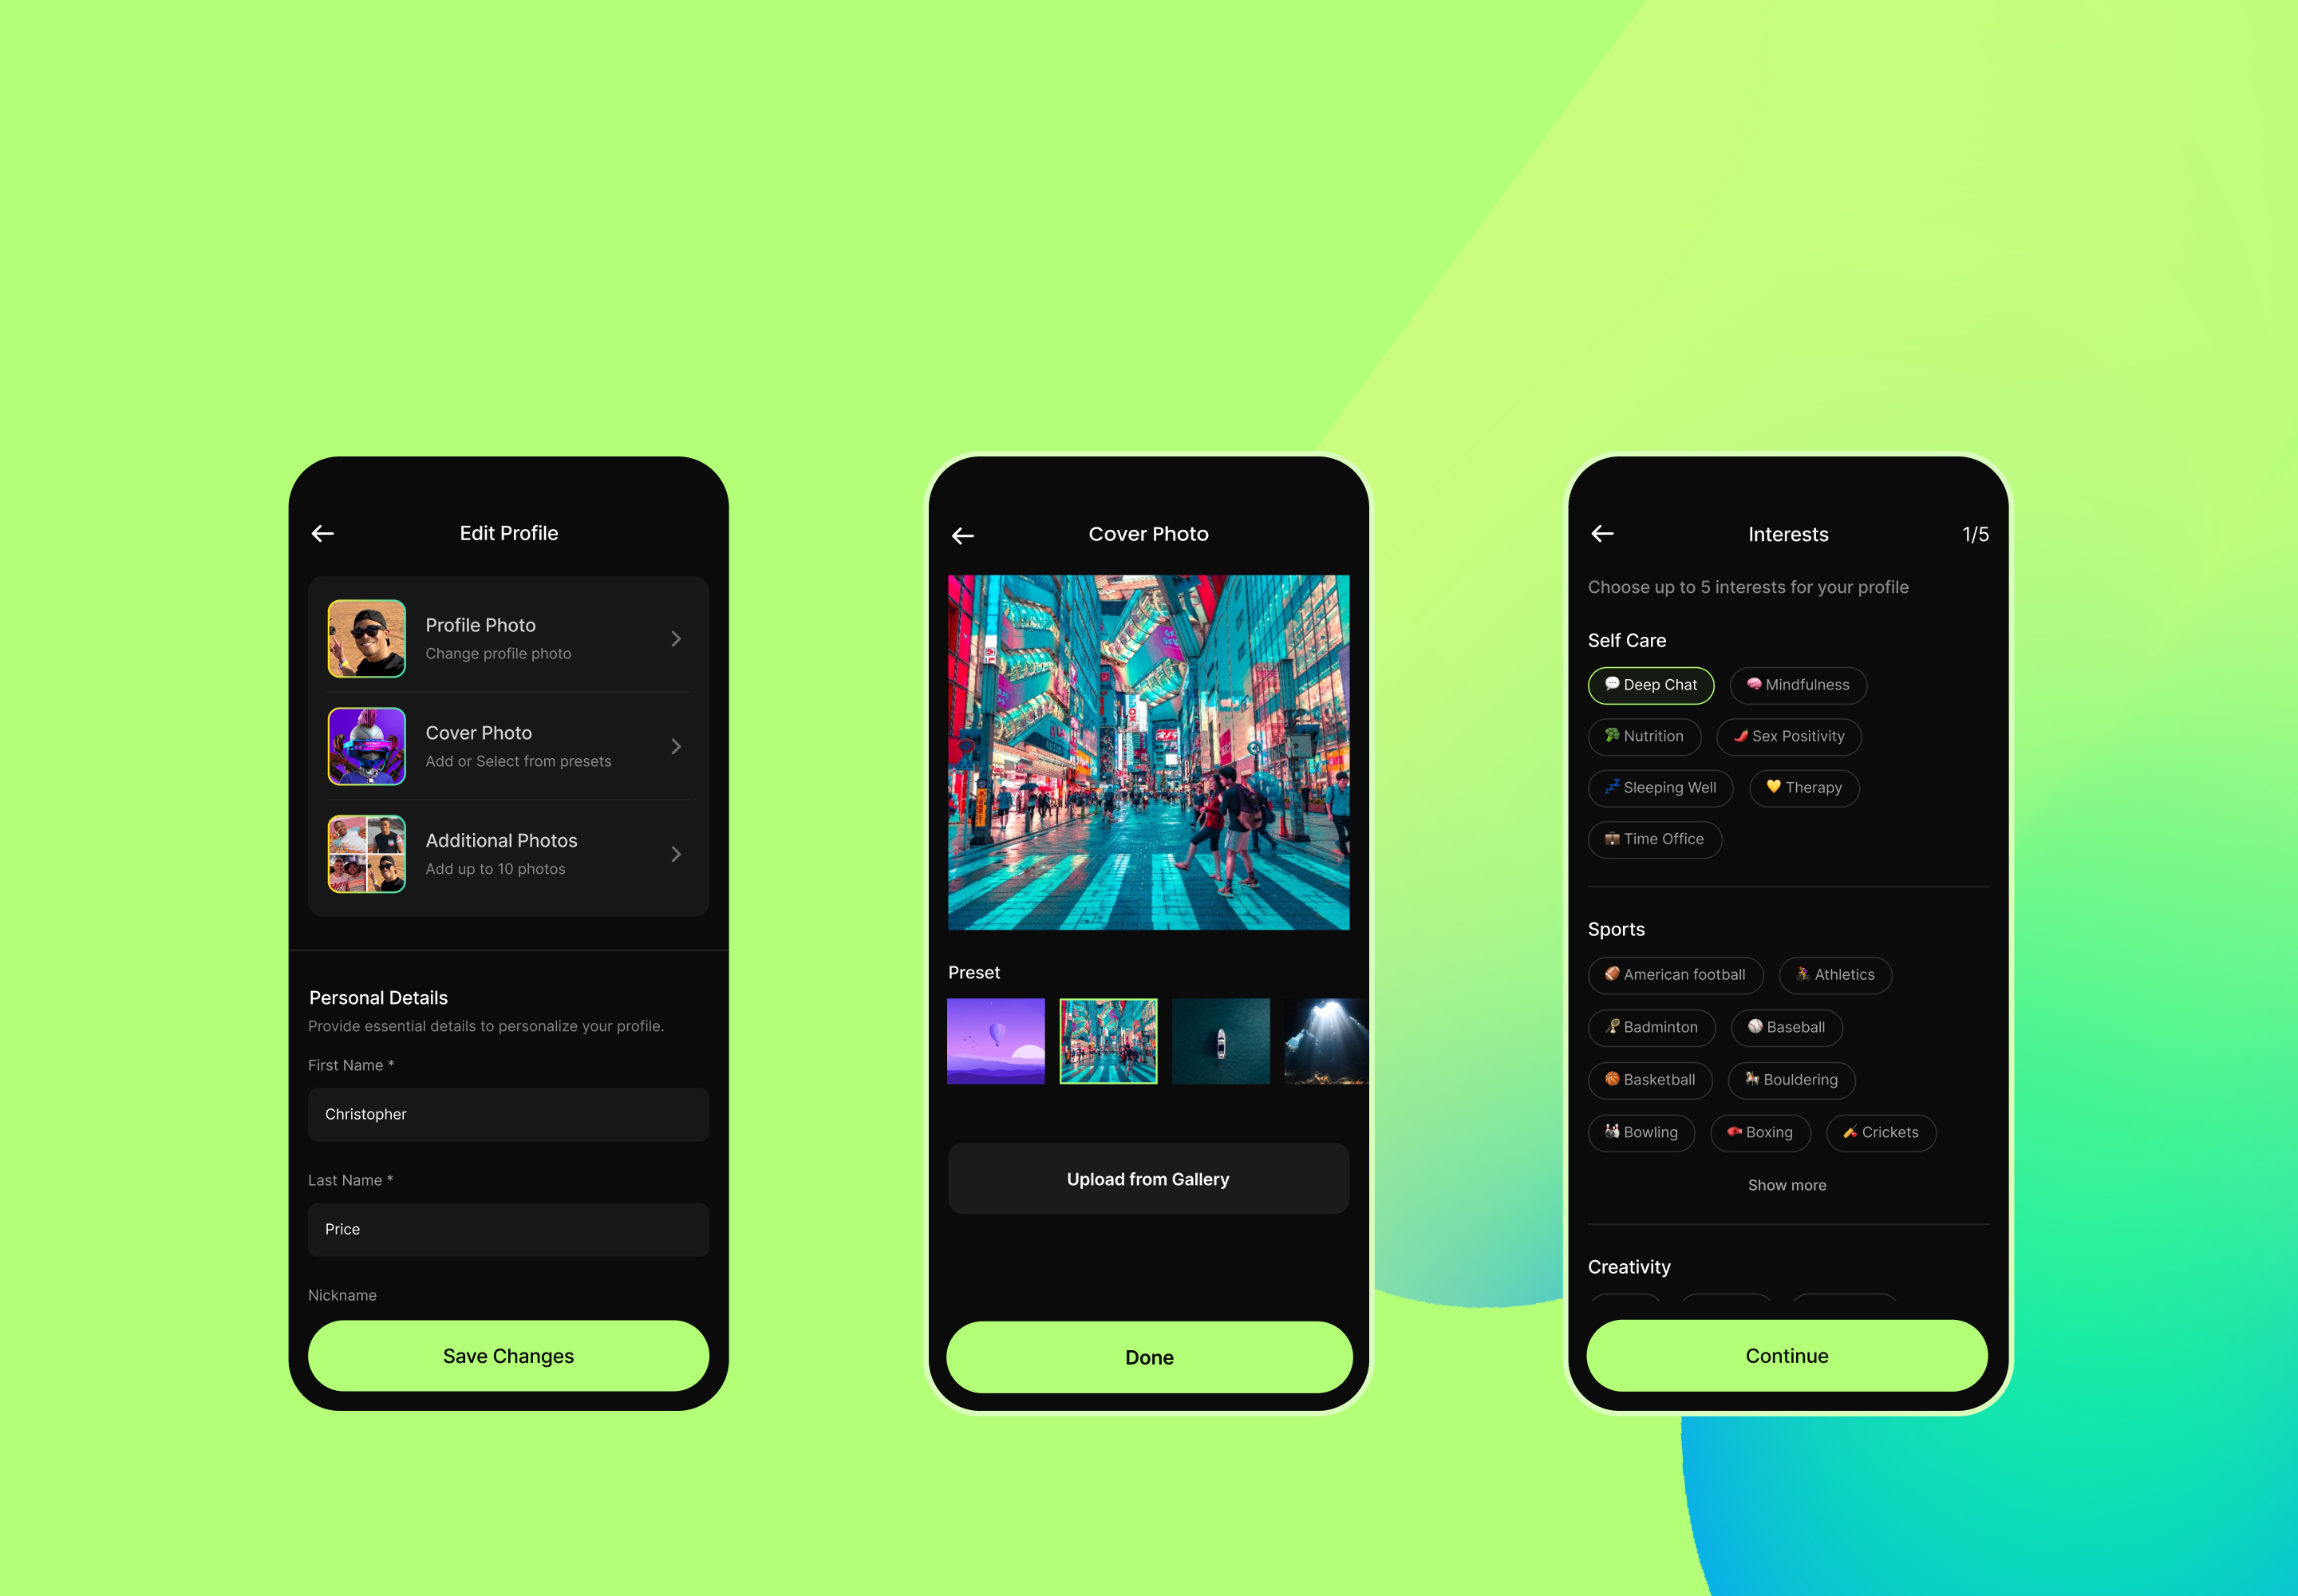 Edit Profile
Profile Photo
Change profile photo
Cover Photo
Add or Select from presets
Additional Photos
Add up to 10 photos
Personal Details
Provide essential details to personalize your profile.
First Name *
Christopher
Last Name *
Price
Nickname
Save Changes
Cover Photo
Preset
Upload from Gallery
Done
Interests
1/5
Choose up to 5 interests for your profile
Self Care
Deep Chat
Mindfulness
Nutrition
Sex Positivity
Sleeping Well
Therapy
Time Office
Sports
American football
Athletics
Badminton
Baseball
Basketball
Bouldering
Bowling
Boxing
Crickets
Show more
Creativity
Continue